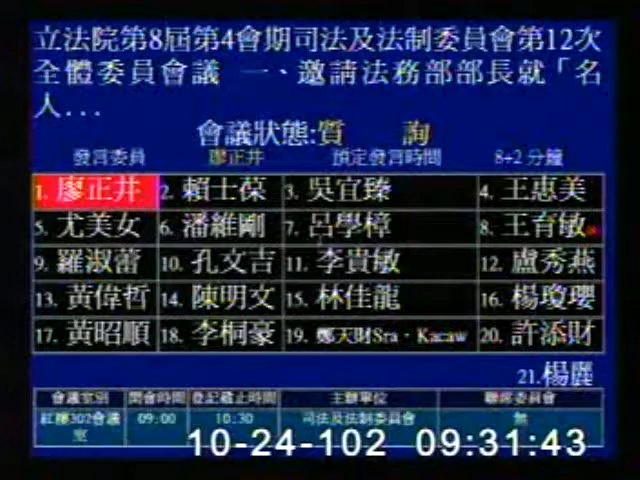 立法院第8屆第4會期司法及法制委員會第12次
全體委員會議 一、邀請法務部部長就「名
人...
會議狀態:質 詢
發言委員 廖正井 預定發言時間 8+2 分鐘
1. 廖正井 2. 賴士葆 3. 吳宜臻 4. 王惠美
5. 尤美女 6. 潘維剛 7. 呂學樟 8. 王育敏
9. 羅淑蕾 10. 孔文吉 11. 李貴敏 12. 盧秀燕
13. 黃偉哲 14. 陳明文 15. 林佳龍 16. 楊瓊瓔
17. 黃昭順 18. 李桐豪 19. 鄭天財Sra．Kacaw 20. 許添財
21.楊麗
會議室別 開會時間 登記截止時間 主辦單位 聯席委員會
紅樓302會議室 09:00 10:30 司法及法制委員會 無
10-24-102 09:31:43